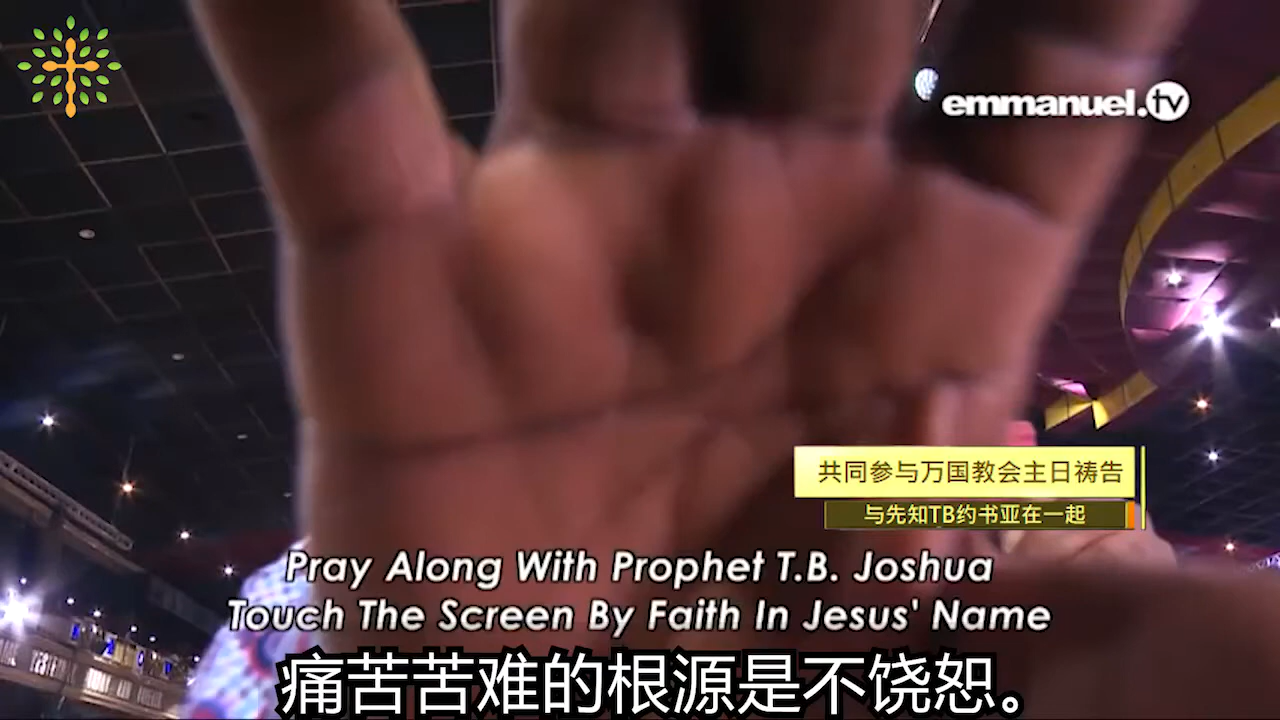 emmanuel.tv
共同参与万国教会主日祷告
与先知TB约书亚在一起
Pray Along With Prophet T.B. Joshua
Touch The Screen By Faith In Jesus' Name
痛苦苦难的根源是不饶恕。